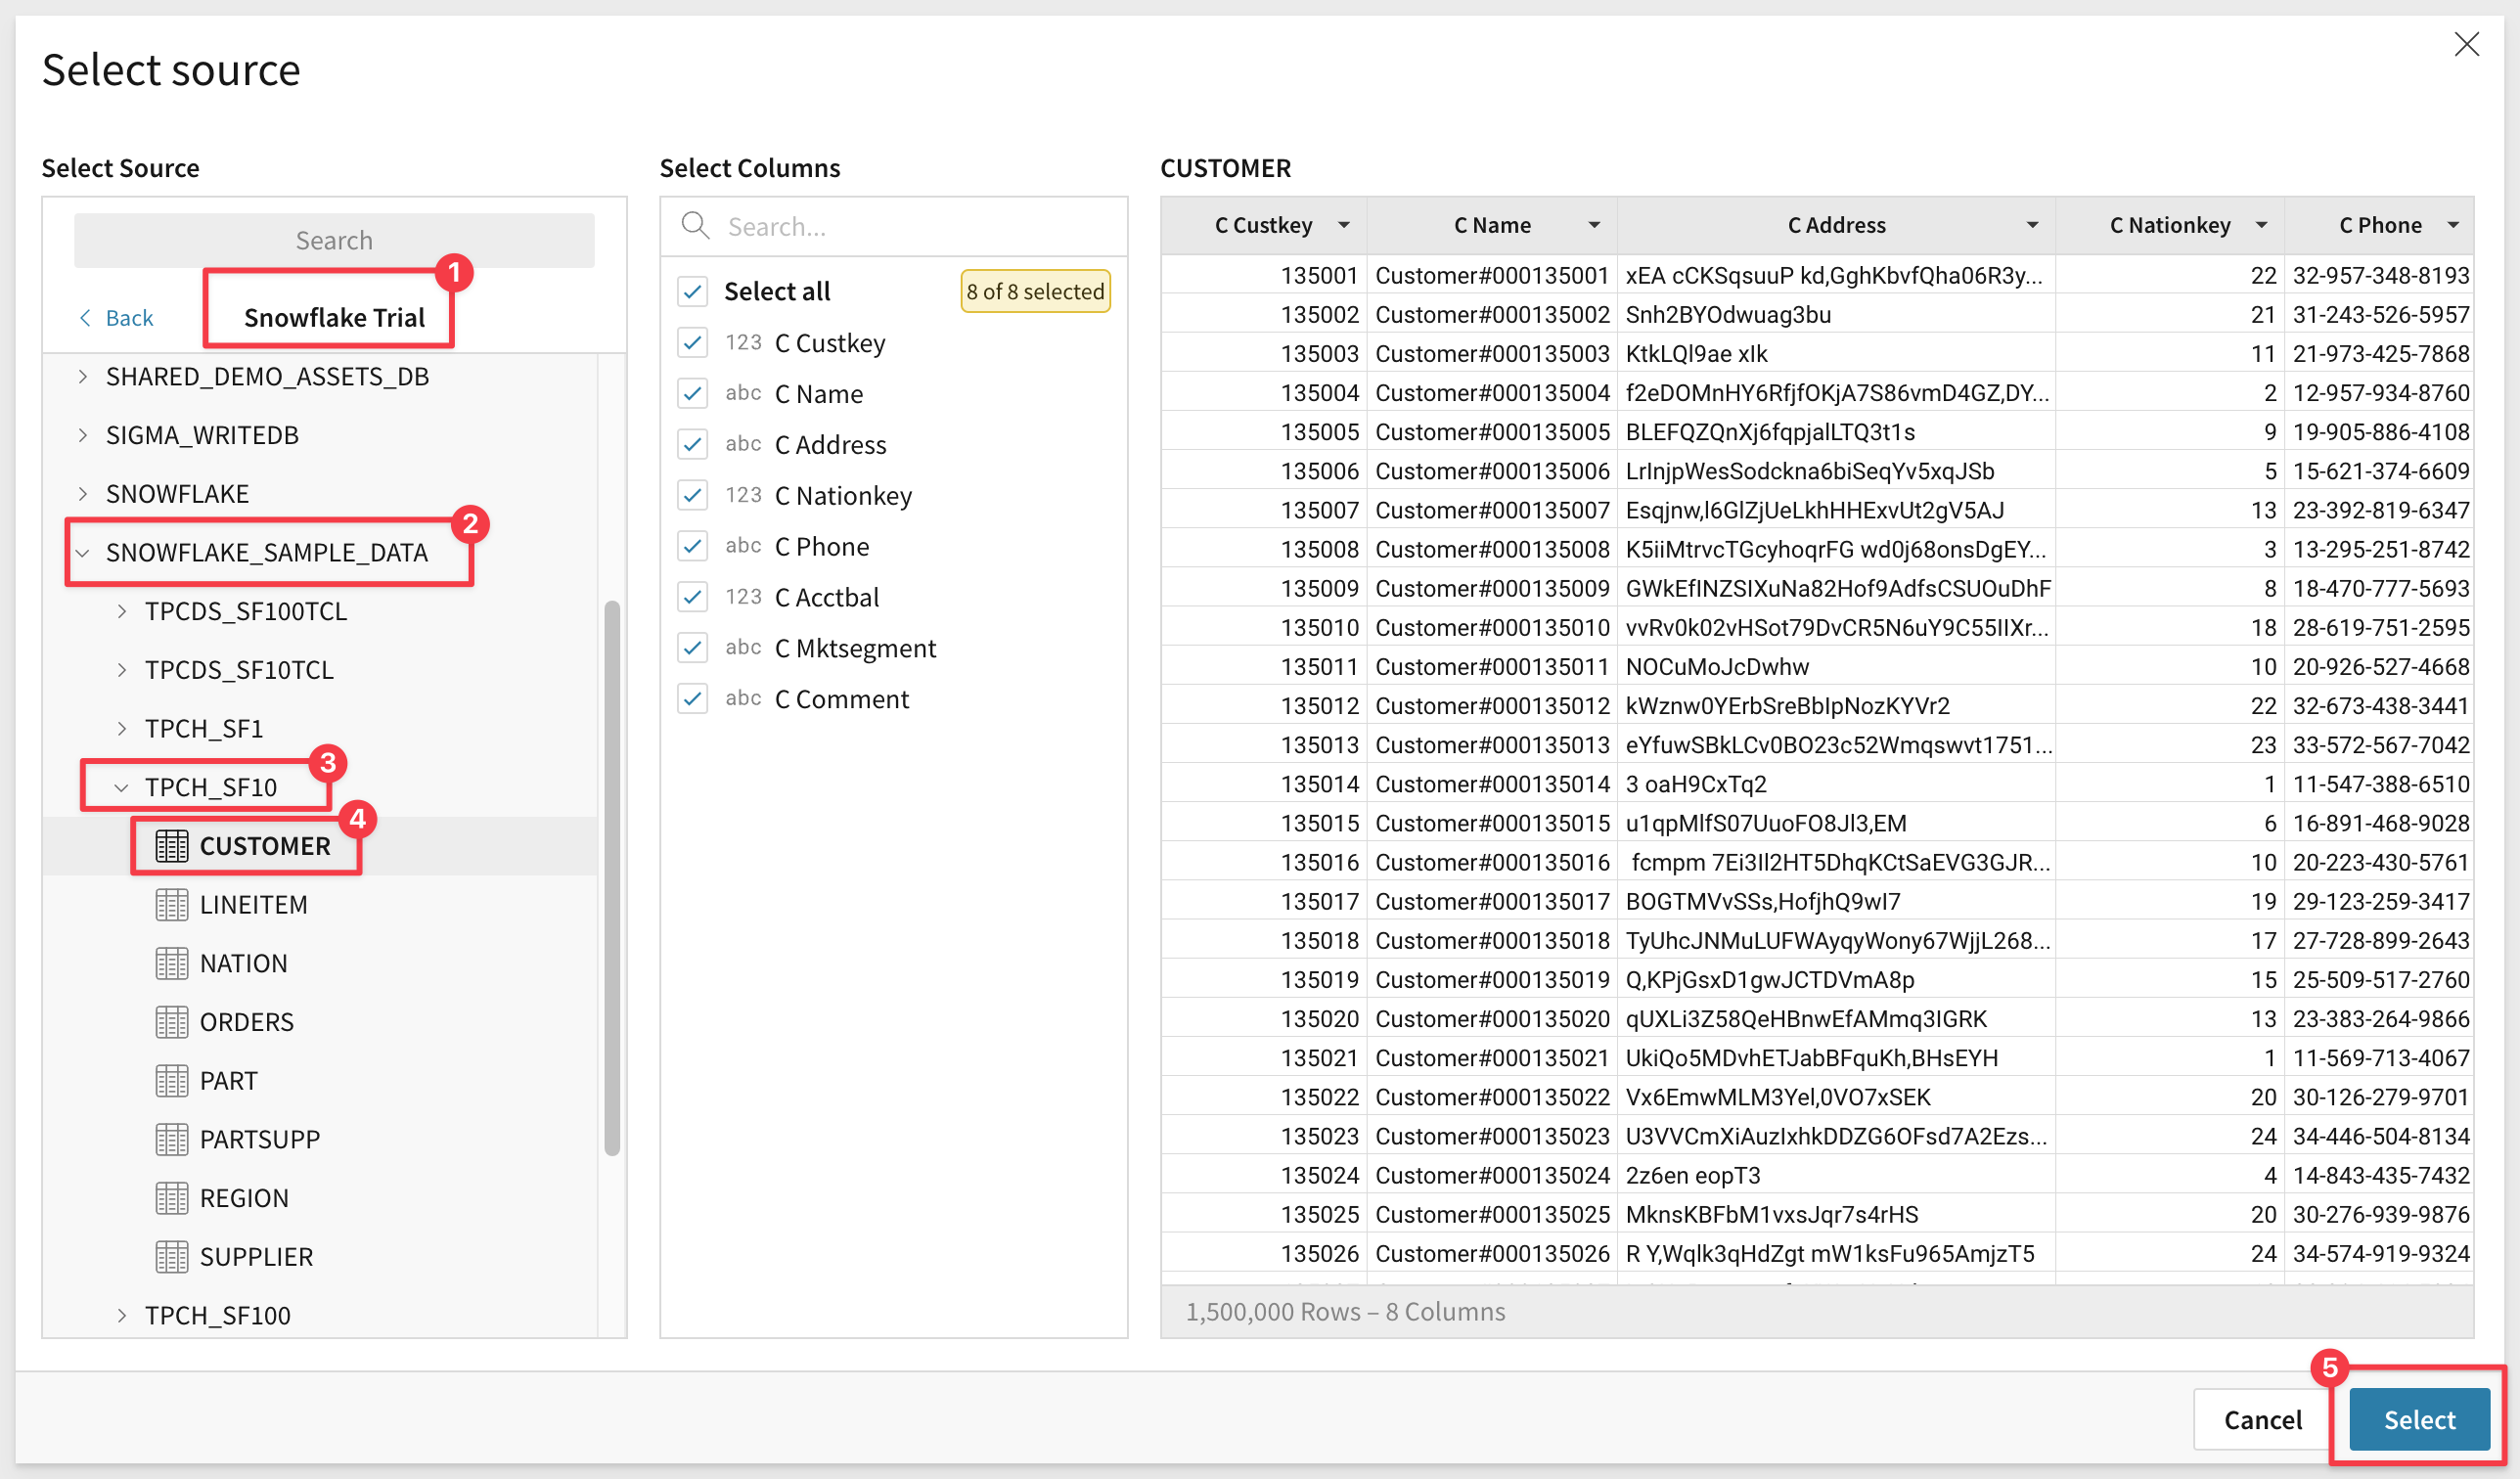 Select source
Select Source
Search
1
Back
Snowflake Trial
SHARED_DEMO_ASSETS_DB
SIGMA_WRITEDB
SNOWFLAKE
2
SNOWFLAKE_SAMPLE_DATA
TPCDS_SF100TCL
TPCDS_SF10TCL
TPCH_SF1
3
TPCH_SF10
4
CUSTOMER
LINEITEM
NATION
ORDERS
PART
PARTSUPP
REGION
SUPPLIER
TPCH_SF100
Select Columns
Search...
Select all 8 of 8 selected
123 C Custkey
abc C Name
abc C Address
123 C Nationkey
abc C Phone
123 C Acctbal
abc C Mktsegment
abc C Comment
CUSTOMER
C Custkey C Name C Address C Nationkey C Phone
135001 Customer#000135001 xEA cCKSqsuuP kd,GghKbvfQha06R3y... 22 32-957-348-8193
135002 Customer#000135002 Snh2BYOdwuag3bu 21 31-243-526-5957
135003 Customer#000135003 KtkLQl9ae xIk 11 21-973-425-7868
135004 Customer#000135004 f2eDOMnHY6RfjfOKjA7S86vmD4GZ,DY... 2 12-957-934-8760
135005 Customer#000135005 BLEFQZQnXj6fqpjalLTQ3t1s 9 19-905-886-4108
135006 Customer#000135006 LrInjpWesSodckna6biSeqYv5xqJSb 5 15-621-374-6609
135007 Customer#000135007 Esqjnw,l6GlZjUeLkhHHExvUt2gV5AJ 13 23-392-819-6347
135008 Customer#000135008 K5iiMtrvcTGcyhoqrFG wd0j68onsDgEY... 3 13-295-251-8742
135009 Customer#000135009 GWkEfINZSIXuNa82Hof9AdfsCSUOuDhF 8 18-470-777-5693
135010 Customer#000135010 vvRv0k02vHSot79DvCR5N6uY9C55IIXr... 18 28-619-751-2595
135011 Customer#000135011 NOCuMoJcDwhw 10 20-926-527-4668
135012 Customer#000135012 kWznw0YErbSreBbIpNozKYVr2 22 32-673-438-3441
135013 Customer#000135013 eYfuwSBkLCv0BO23c52Wmqswvt1751... 23 33-572-567-7042
135014 Customer#000135014 3 oaH9CxTq2 1 11-547-388-6510
135015 Customer#000135015 u1qpMlfS07UuoFO8Jl3,EM 6 16-891-468-9028
135016 Customer#000135016 fcmpm 7Ei3Il2HT5DhqKCtSaEVG3GJR... 10 20-223-430-5761
135017 Customer#000135017 BOGTMVvSSs,HofjhQ9wI7 19 29-123-259-3417
135018 Customer#000135018 TyUhcJNMuLUFWAyqyWony67WjjL268... 17 27-728-899-2643
135019 Customer#000135019 Q,KPjGsxD1gwJCTDVmA8p 15 25-509-517-2760
135020 Customer#000135020 qUXLi3Z58QeHBnwEfAMmq3IGRK 13 23-383-264-9866
135021 Customer#000135021 UkiQo5MDvhETJabBFquKh,BHsEYH 1 11-569-713-4067
135022 Customer#000135022 Vx6EmwMLM3Yel,0VO7xSEK 20 30-126-279-9701
135023 Customer#000135023 U3VVCmXiAuzIxhkDDZG6OFsd7A2Ezs... 24 34-446-504-8134
135024 Customer#000135024 2z6en eopT3 4 14-843-435-7432
135025 Customer#000135025 MknsKBFbM1vxsJqr7s4rHS 20 30-276-939-9876
135026 Customer#000135026 R Y,Wqlk3qHdZgt mW1ksFu965AmjzT5 24 34-574-919-9324
1,500,000 Rows – 8 Columns
5
Cancel
Select